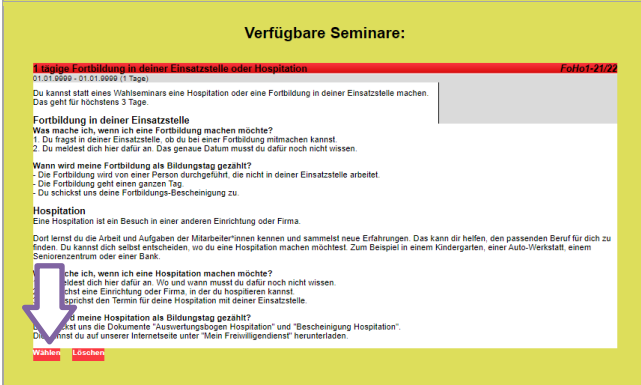 Verfügbare Seminare:
1 tägige Fortbildung in deiner Einsatzstelle oder Hospitation FoHo1-21/22
01.01.9999 - 01.01.9999 (1 Tage)
Du kannst statt eines Wahlseminars eine Hospitation oder eine Fortbildung in deiner Einsatzstelle machen.
Das geht für höchstens 3 Tage.
Fortbildung in deiner Einsatzstelle
Was mache ich, wenn ich eine Fortbildung machen möchte?
1. Du fragst in deiner Einsatzstelle, ob du bei einer Fortbildung mitmachen kannst.
2. Du meldest dich hier dafür an. Das genaue Datum musst du dafür noch nicht wissen.
Wann wird meine Fortbildung als Bildungstag gezählt?
- Die Fortbildung wird von einer Person durchgeführt, die nicht in deiner Einsatzstelle arbeitet.
- Die Fortbildung geht einen ganzen Tag.
- Du schickst uns deine Fortbildungs-Bescheinigung zu.
Hospitation
Eine Hospitation ist ein Besuch in einer anderen Einrichtung oder Firma.
Dort lernst du die Arbeit und Aufgaben der Mitarbeiter*innen kennen und sammelst neue Erfahrungen. Das kann dir helfen, den passenden Beruf für dich zu
finden. Du kannst dich selbst entscheiden, wo du eine Hospitation machen möchtest. Zum Beispiel in einem Kindergarten, einer Auto-Werkstatt, einem
Seniorenzentrum oder einer Bank.
ich, wenn ich eine Hospitation machen möchte?
dich hier dafür an. Wo und wann musst du dafür noch nicht wissen.
eine Einrichtung oder Firma, in der du hospitieren kannst.
den Termin für deine Hospitation mit deiner Einsatzstelle.
meine Hospitation als Bildungstag gezählt?
uns die Dokumente "Auswertungsbogen Hospitation" und "Bescheinigung Hospitation".
du auf unserer Internetseite unter "Mein Freiwilligendienst" herunterladen.
Wählen Löschen